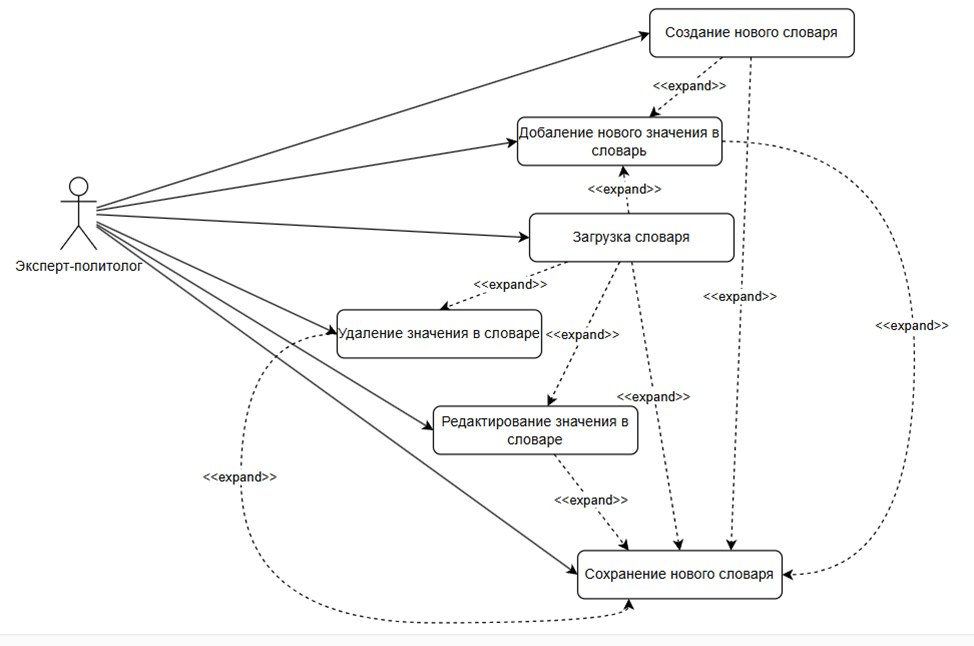 Создание нового словаря
<<expand>>
Добаление нового значения в
словарь
<<expand>>
Загрузка словаря
Эксперт-политолог
<<expand>>
<<expand>>
<<expand>>
Удаление значения в словаре
<<expand>>
<<expand>>
Редактирование значения в
словаре
<<expand>>
<<expand>>
Сохранение нового словаря